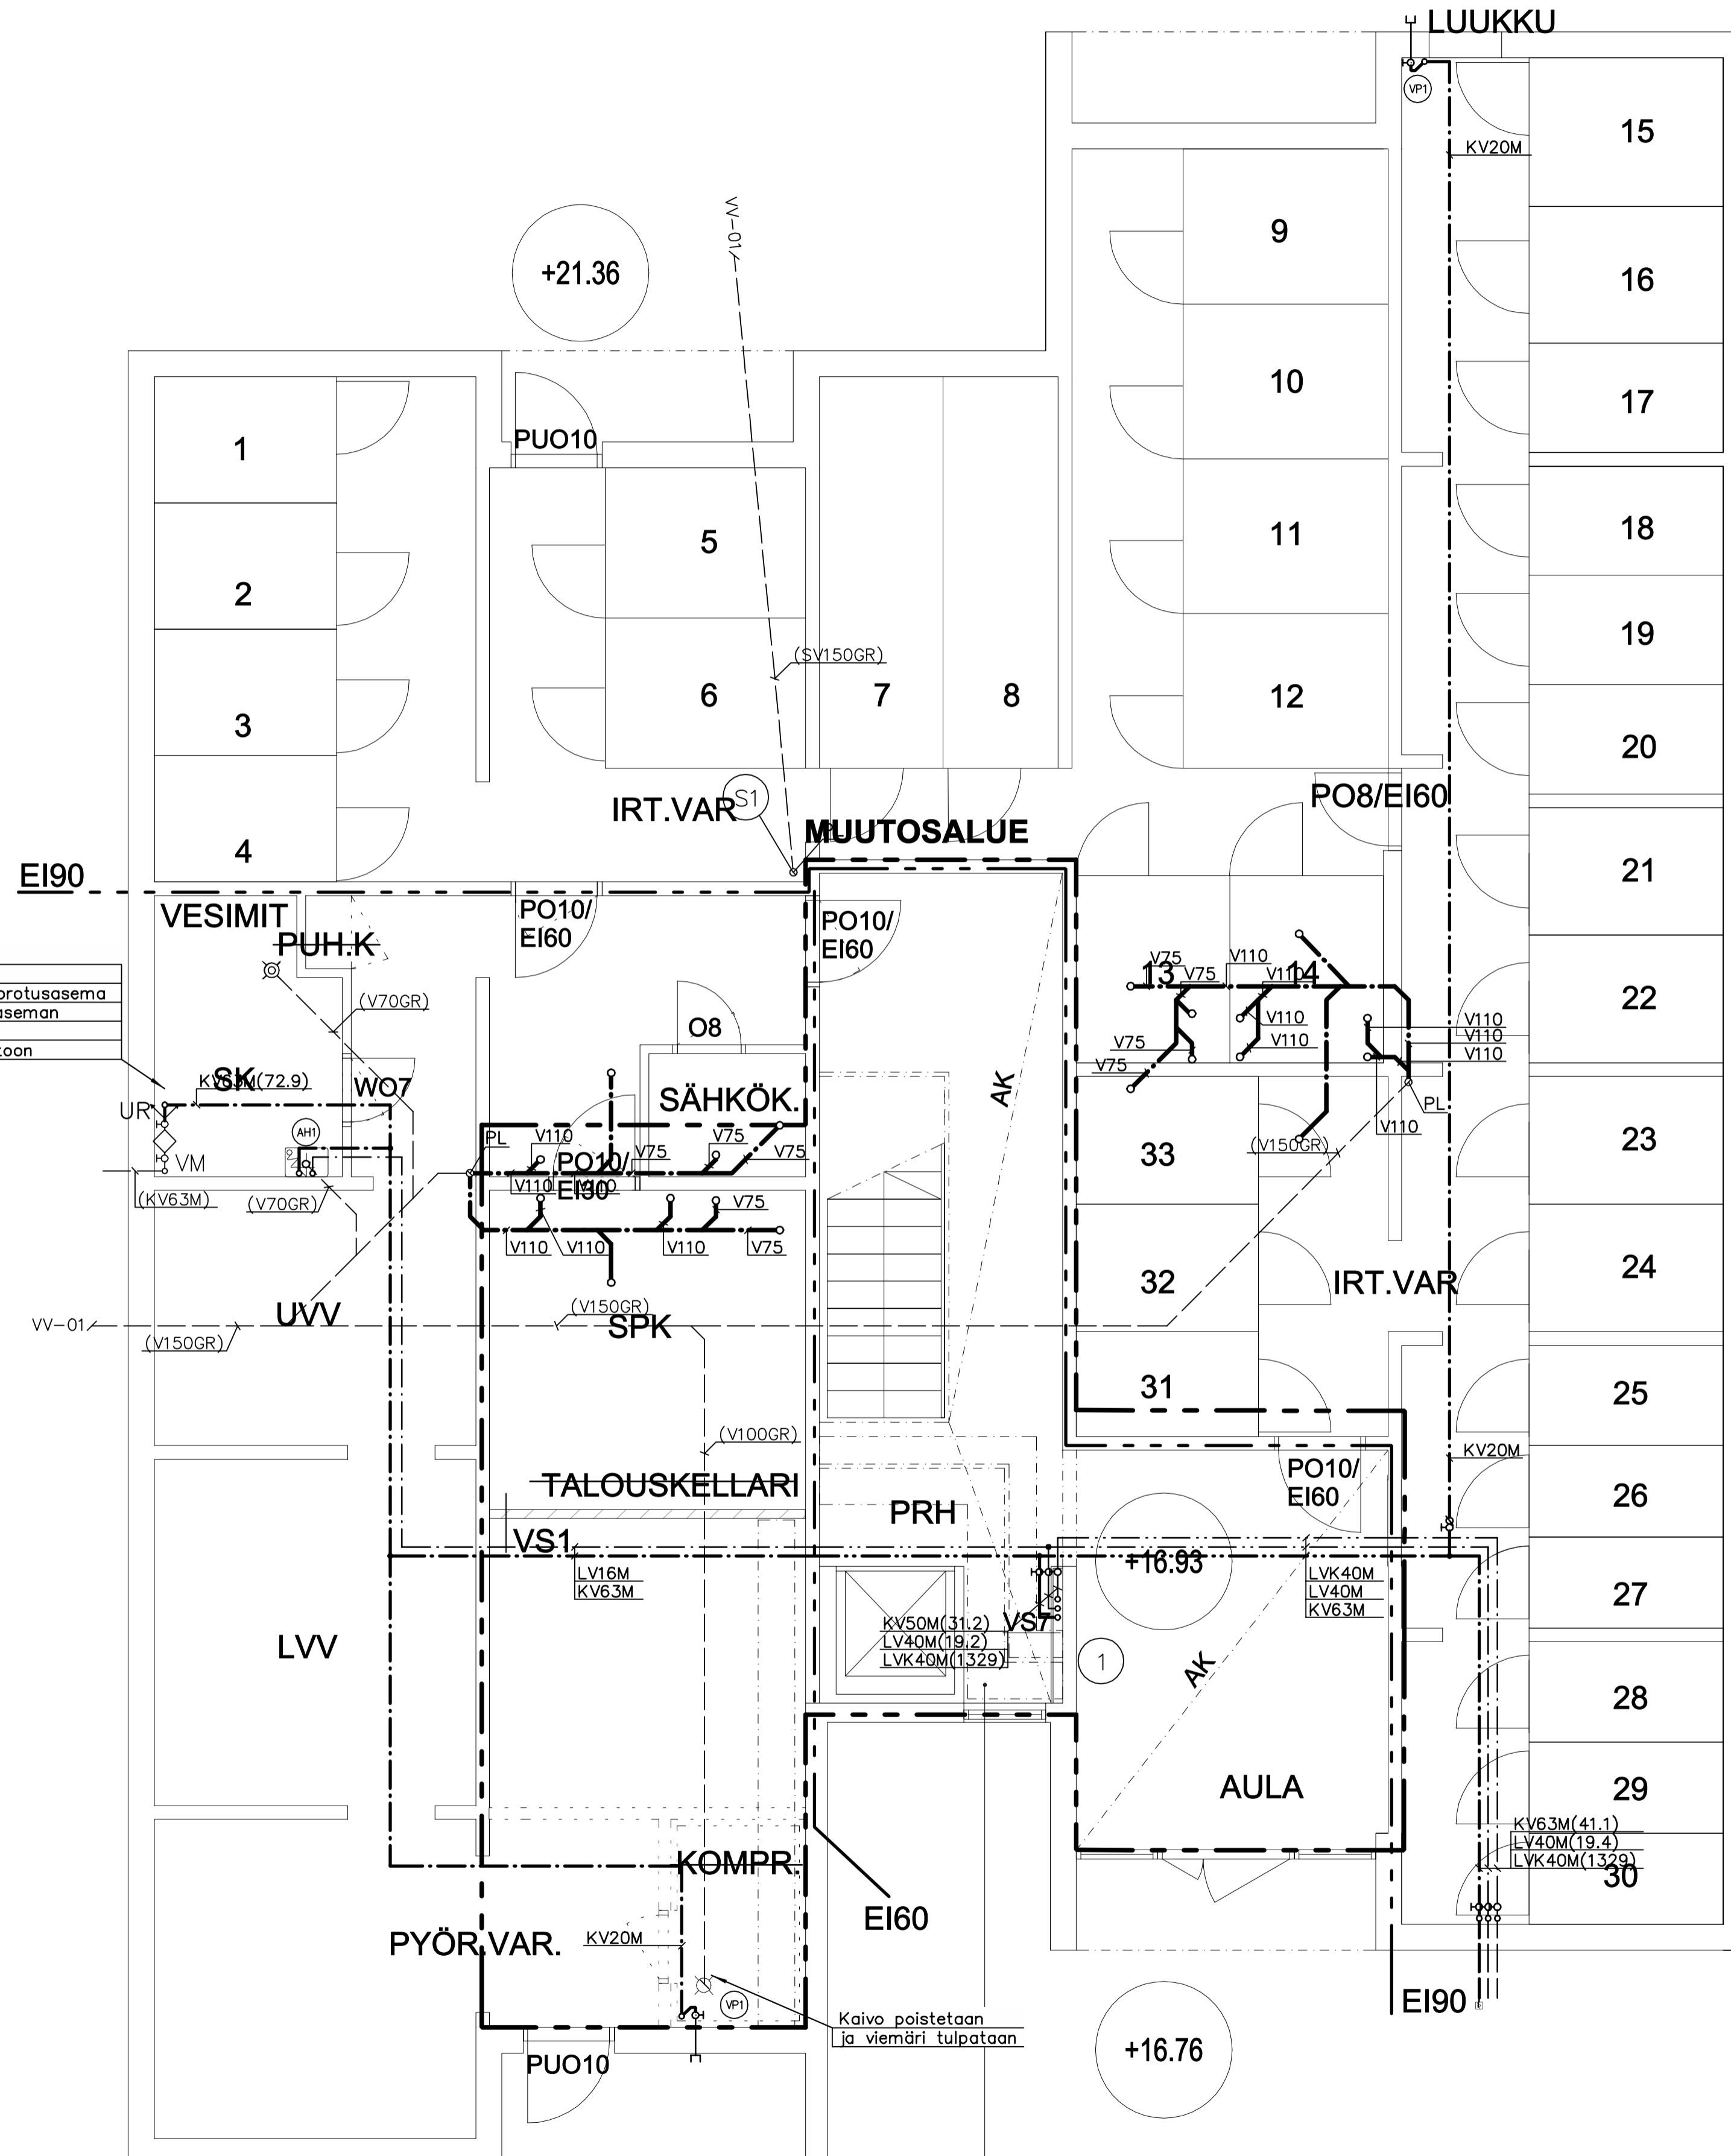 LUUKKU
VP1
KV20M
15
9
16
VV-01
+21.36
10
17
1
PUO10
5
11
18
2
19
(SV150GR)
3
6
7
8
12
20
IRT.VAR
S1
PO8/EI60
MUUTOSALUE
4
21
EI90
VESIMIT
PUH.K
PO10/
EI60
PO10/
EI60
13
14
V75
V75
V110
V110
V110
V110
V75
V75
V110
V110
V110
V110
PL
22
orotusasema
aseman
toon
(V70GR)
O8
SK
KV63M(72.9)
WO7
SÄHKÖK.
AK
UR
AH1
VM
(KV63M)
(V70GR)
PL
V110
V75
V75
V75
PO10/
EI30
V110
V110
V75
V110
V110
V110
V75
33
(V150GR)
23
32
IRT.VAR
24
UVV
VV-01
(V150GR)
(V150GR)
SPK
31
25
(V100GR)
TALOUSKELLARI
PRH
PO10/
EI60
KV20M
26
VS1
LV16M
KV63M
+16.93
LVK40M
LV40M
KV63M
27
KV50M(31.2)
LV40M(19.2)
LVK40M(1329)
VS7
LVV
1
AK
28
AULA
29
KV63M(41.1)
LV40M(19.4)
LVK40M(1329)
30
KOMPR.
EI60
PYÖR.VAR.
KV20M
VP1
Kaivo poistetaan
ja viemäri tulpataan
EI90
+16.76
PUO10